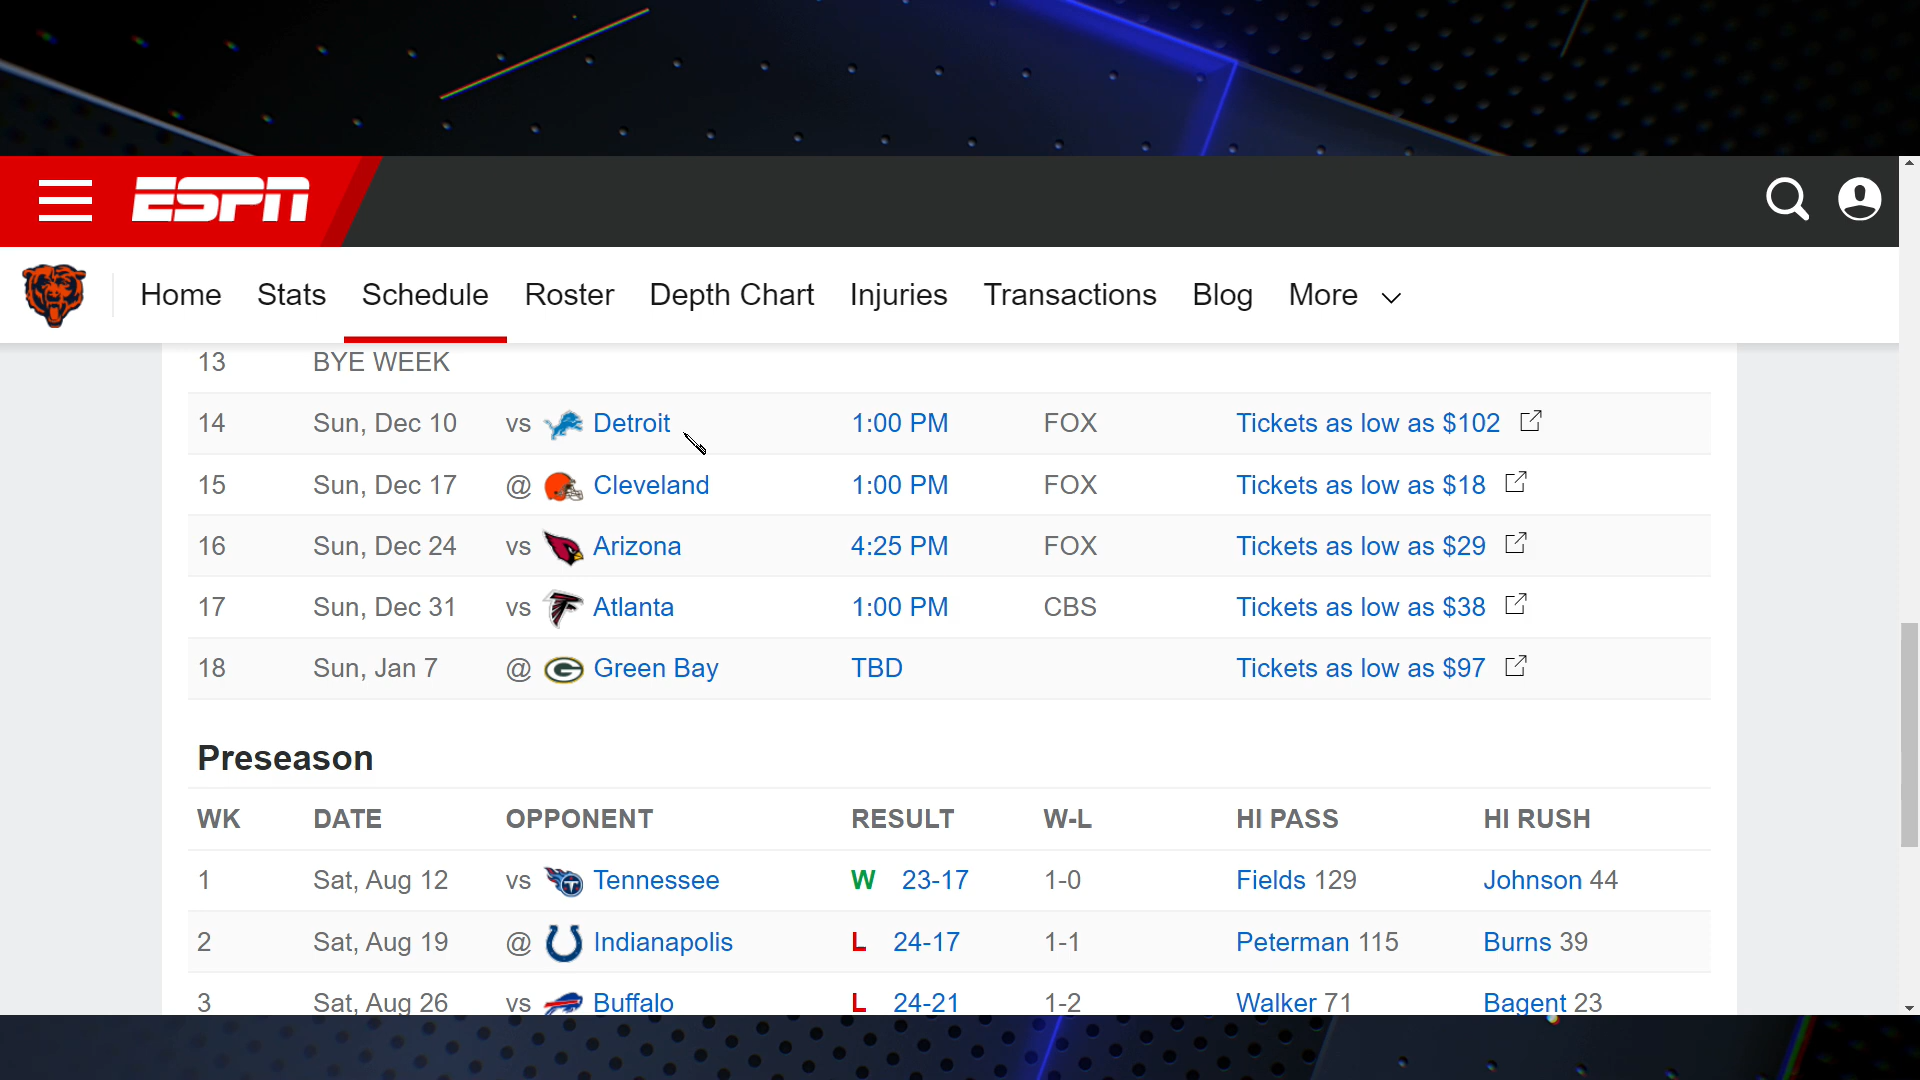 ESPN
Home Stats Schedule Roster Depth Chart Injuries Transactions Blog More
13 BYE WEEK
14 Sun, Dec 10 vs Detroit 1:00 PM FOX Tickets as low as $102
15 Sun, Dec 17 @ Cleveland 1:00 PM FOX Tickets as low as $18
16 Sun, Dec 24 vs Arizona 4:25 PM FOX Tickets as low as $29
17 Sun, Dec 31 vs Atlanta 1:00 PM CBS Tickets as low as $38
18 Sun, Jan 7 @ Green Bay TBD Tickets as low as $97
Preseason
WK DATE OPPONENT RESULT W-L HI PASS HI RUSH
1 Sat, Aug 12 vs Tennessee W 23-17 1-0 Fields 129 Johnson 44
2 Sat, Aug 19 @ Indianapolis L 24-17 1-1 Peterman 115 Burns 39
3 Sat, Aug 26 vs Buffalo L 24-21 1-2 Walker 71 Bagent 23